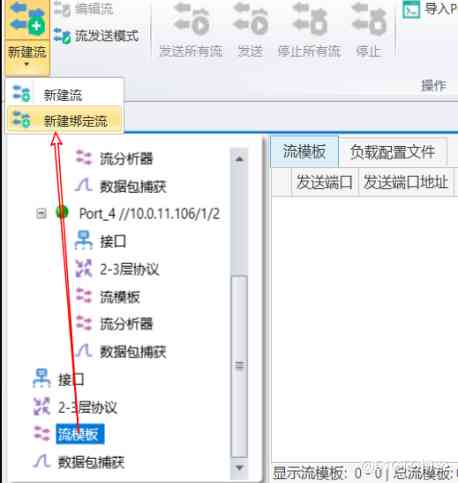 编辑流
导入P
新建流
流发送模式
发送所有流
发送
停止所有流
停止
操作
新建流
新建绑定流
流分析器
数据包捕获
Port_4 //10.0.11.106/1/2
接口
2-3层协议
流模板
流分析器
数据包捕获
接口
2-3层协议
流模板
数据包捕获
流模板
负载配置文件
发送端口
发送端口地址
显示流模板: 0 - 0 | 总流模板: